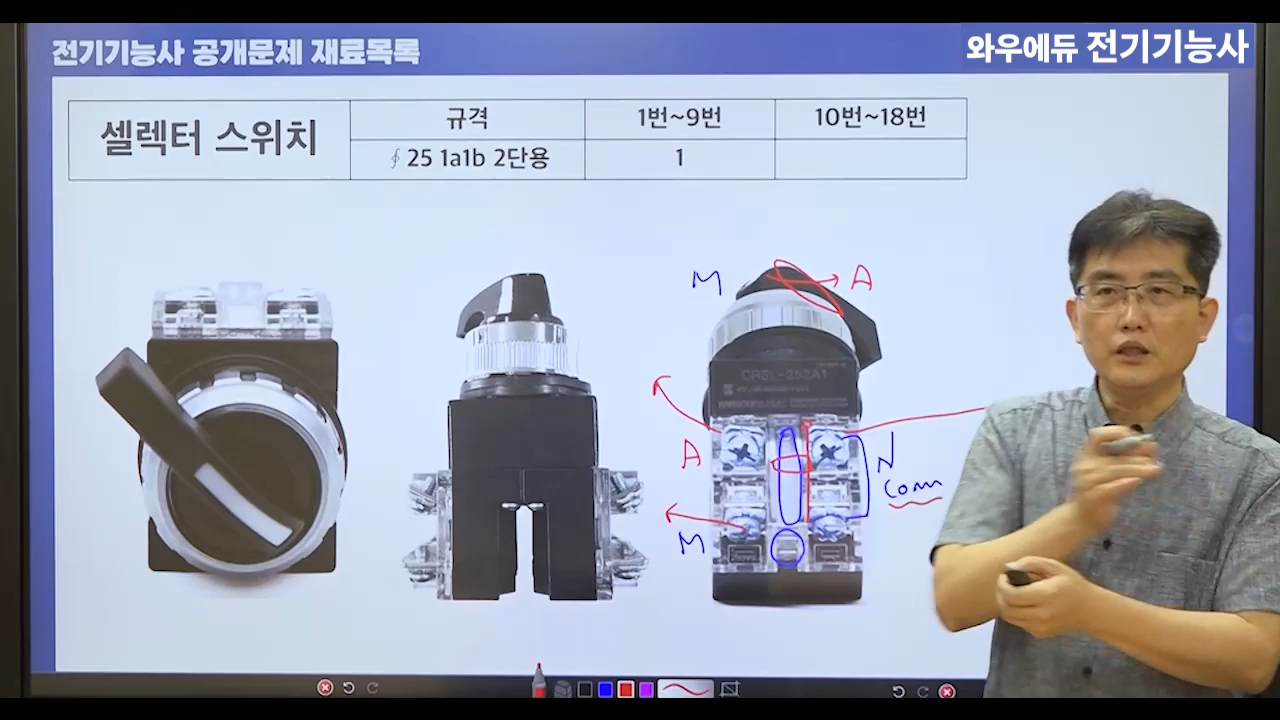 전기기능사 공개문제 재료목록
와우에듀 전기기능사
셀렉터 스위치
규격
1번~9번
10번~18번
∮ 25 1a1b 2단용
1
M
A
CRSL-252A1
A
N
Com
M